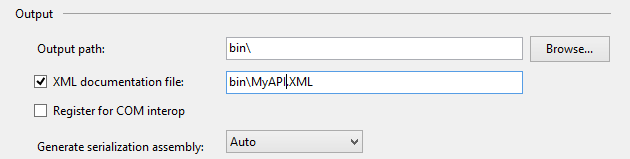 Output
Output path: bin\ Browse...
XML documentation file: bin\MyAPI.XML
Register for COM interop
Generate serialization assembly: Auto